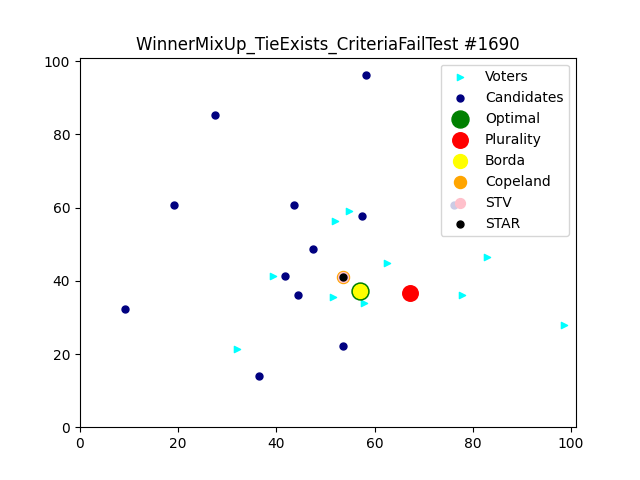 WinnerMixUp_TieExists_CriteriaFailTest #1690
100
80
60
40
20
0
0 20 40 60 80 100
Voters
Candidates
Optimal
Plurality
Borda
Copeland
STV
STAR